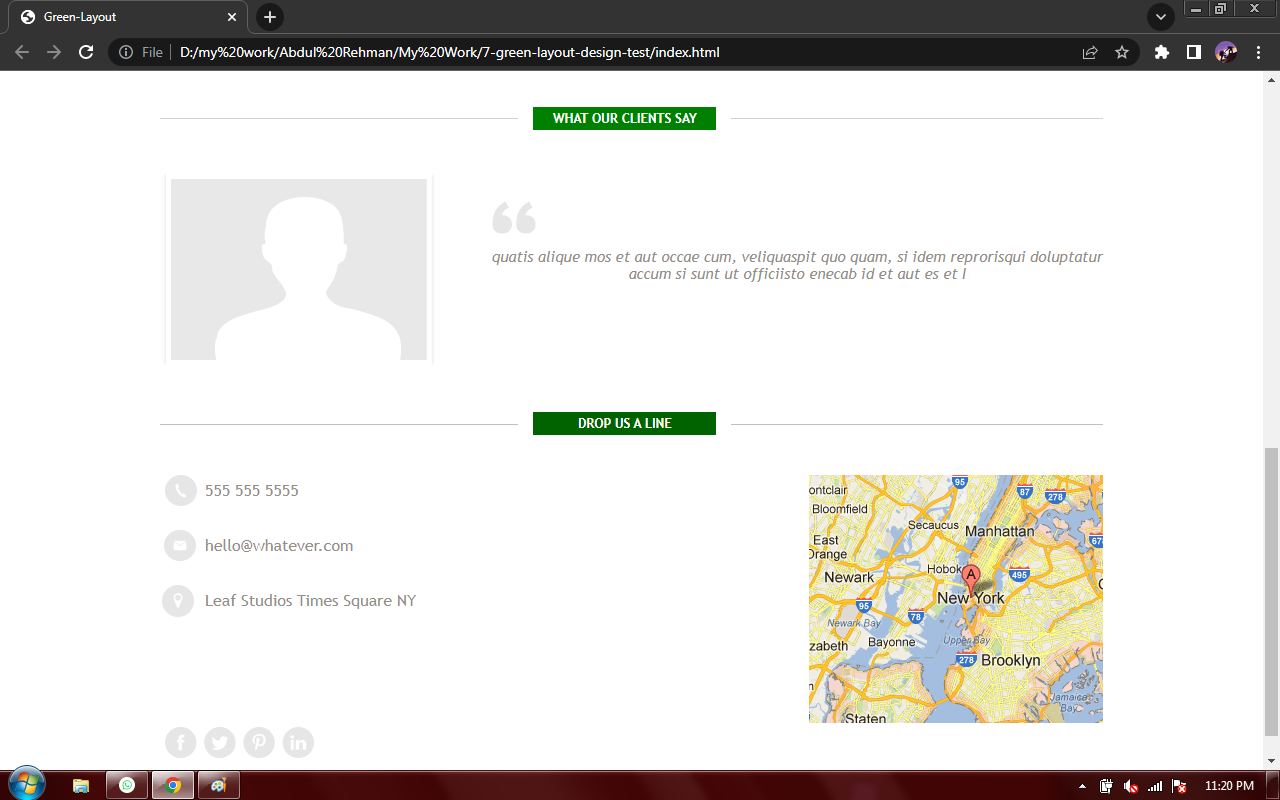 Green-Layout
File D:/my%20work/Abdul%20Rehman/My%20Work/7-green-layout-design-test/index.html
WHAT OUR CLIENTS SAY
quatis alique mos et aut occae cum, veliquaspit quo quam, si idem reprorisqui doluptatur
accum si sunt ut officiisto enecab id et aut es et l
DROP US A LINE
555 555 5555
hello@whatever.com
Leaf Studios Times Square NY
95
87
278
ontclair
Bloomfield
Secaucus
Manhattan
East
Orange
Newark
Hobok
A
495
New York
95
78
Newark Bay
Upper Bay
Bayonne
zabeth
278
Brooklyn
Jamaica
Bay
Staten
11:20 PM